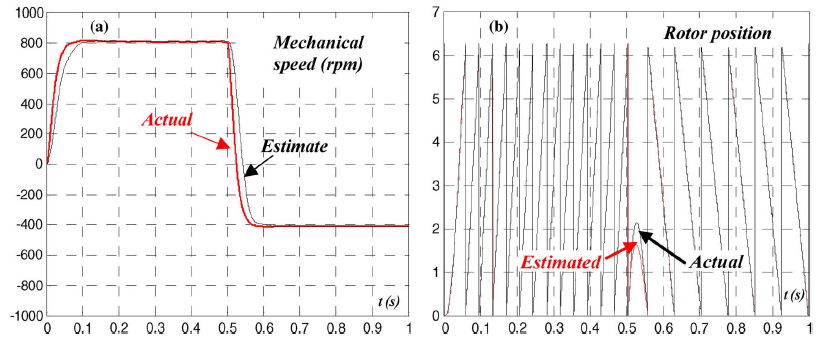 (a)
Mechanical
speed (rpm)
Actual
Estimate
t (s)
1000
800
600
400
200
0
-200
-400
-600
-800
-1000
0 0.1 0.2 0.3 0.4 0.5 0.6 0.7 0.8 0.9 1
(b)
Rotor position
Estimated
Actual
t (s)
7
6
5
4
3
2
1
0
0 0.1 0.2 0.3 0.4 0.5 0.6 0.7 0.8 0.9 1